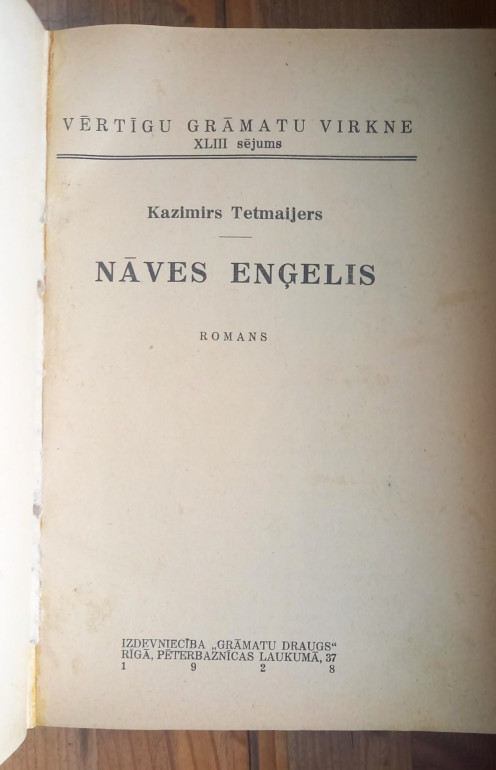 VĒRTĪGU GRĀMATU VIRKNE
XLIII sējums
Kazimirs Tetmaijers
NĀVES EŅĢELIS
ROMANS
IZDEVNIECĪBA „GRĀMATU DRAUGS“
RĪGĀ, PĒTERBAZNĪCAS LAUKUMĀ, 37
1 9 2 8